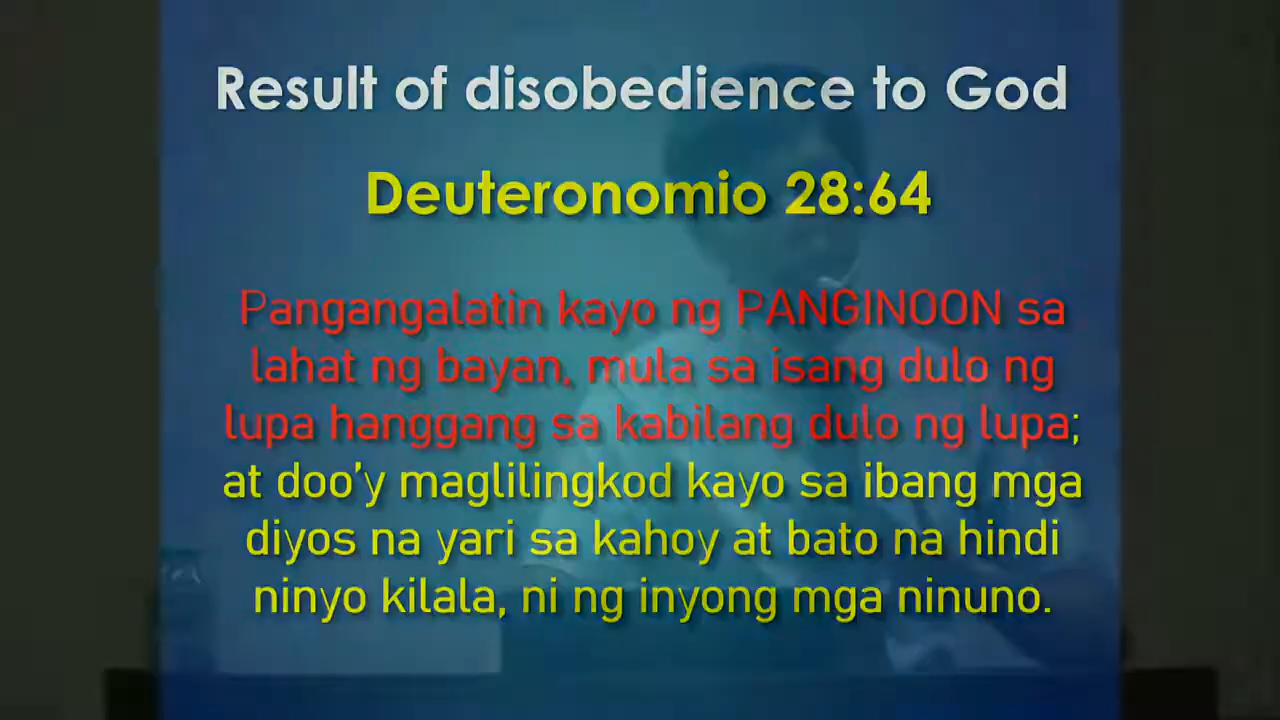 Result of disobedience to God
Deuteronomio 28:64
Pangangalatin kayo ng PANGINOON sa
lahat ng bayan, mula sa isang dulo ng
lupa hanggang sa kabilang dulo ng lupa;
at doo'y maglilingkod kayo sa ibang mga
diyos na yari sa kahoy at bato na hindi
ninyo kilala, ni ng inyong mga ninuno.